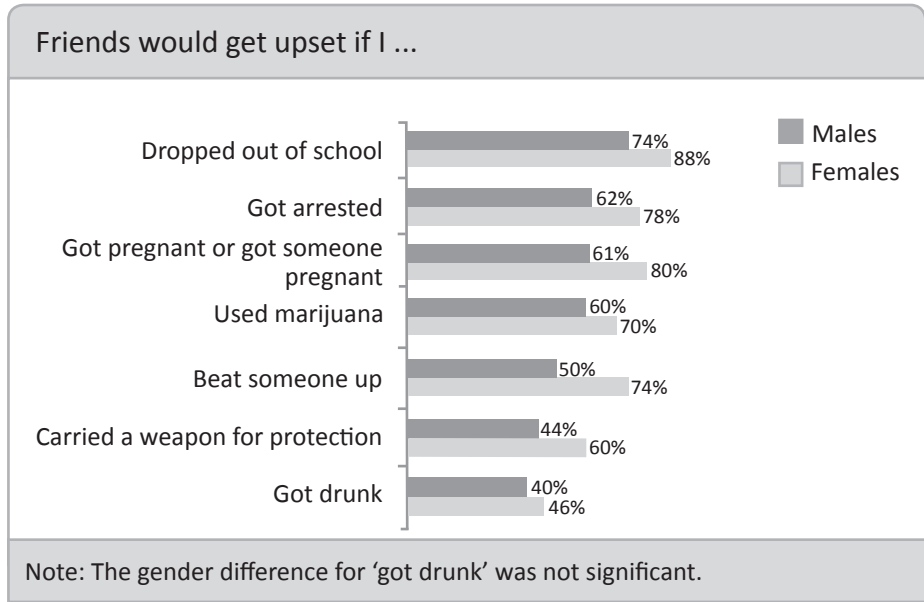 Friends would get upset if I ...
Males
Females
Dropped out of school
74%
88%
Got arrested
62%
78%
Got pregnant or got someone
pregnant
61%
80%
Used marijuana
60%
70%
Beat someone up
50%
74%
Carried a weapon for protection
44%
60%
Got drunk
40%
46%
Note: The gender difference for ‘got drunk’ was not significant.